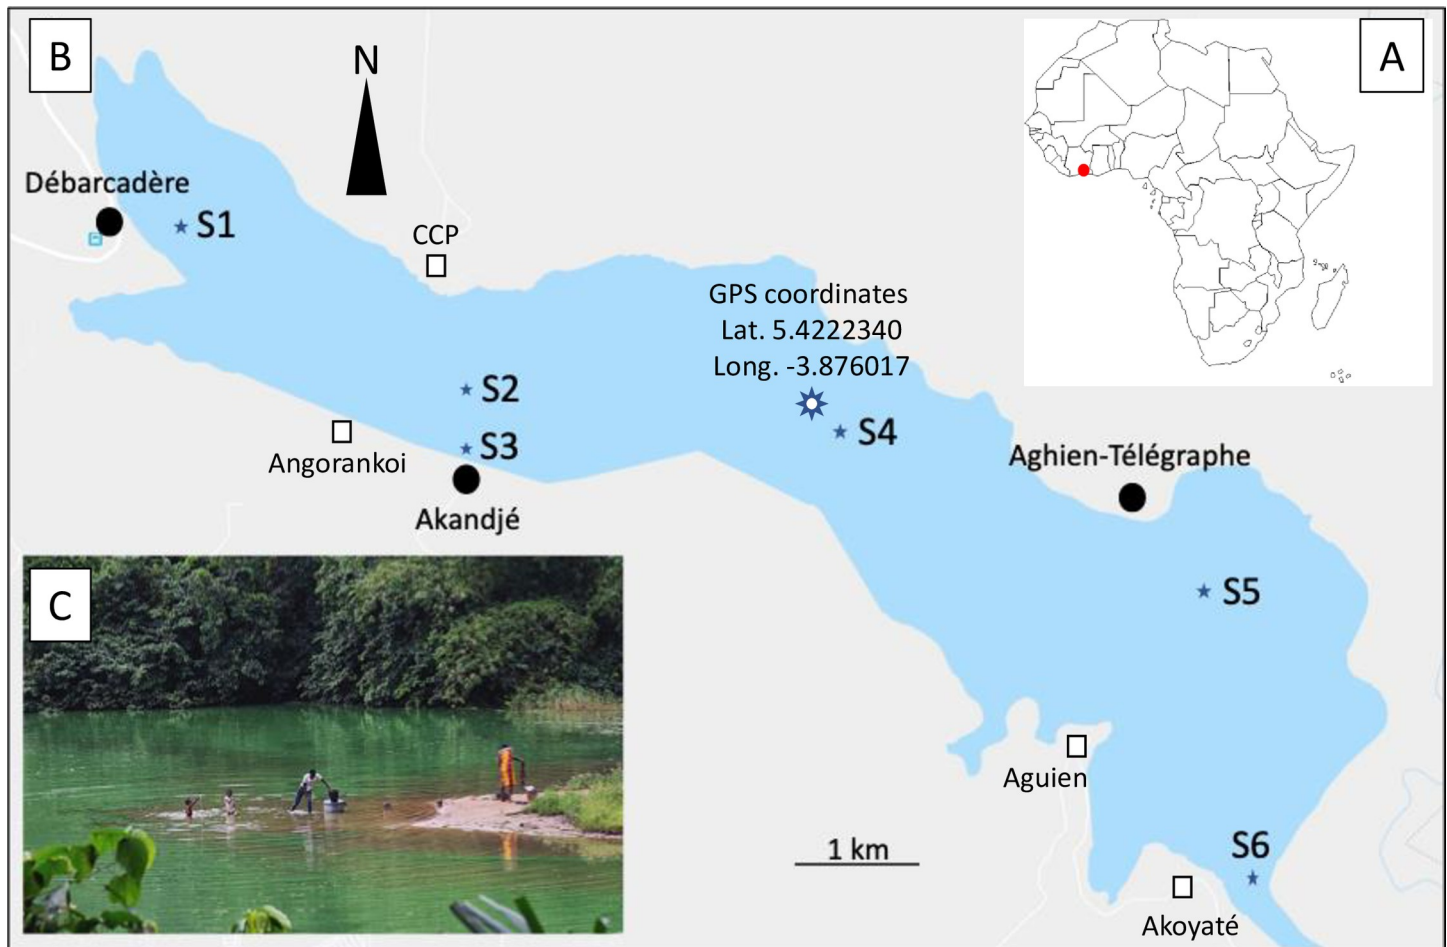 B
A
N
Débarcadère
S1
CCP
GPS coordinates
Lat. 5.4222340
Long. -3.876017
S2
S4
S3
Angorankoi
Aghien-Télégraphe
Akandjé
C
S5
Aguien
1 km
S6
Akoyaté